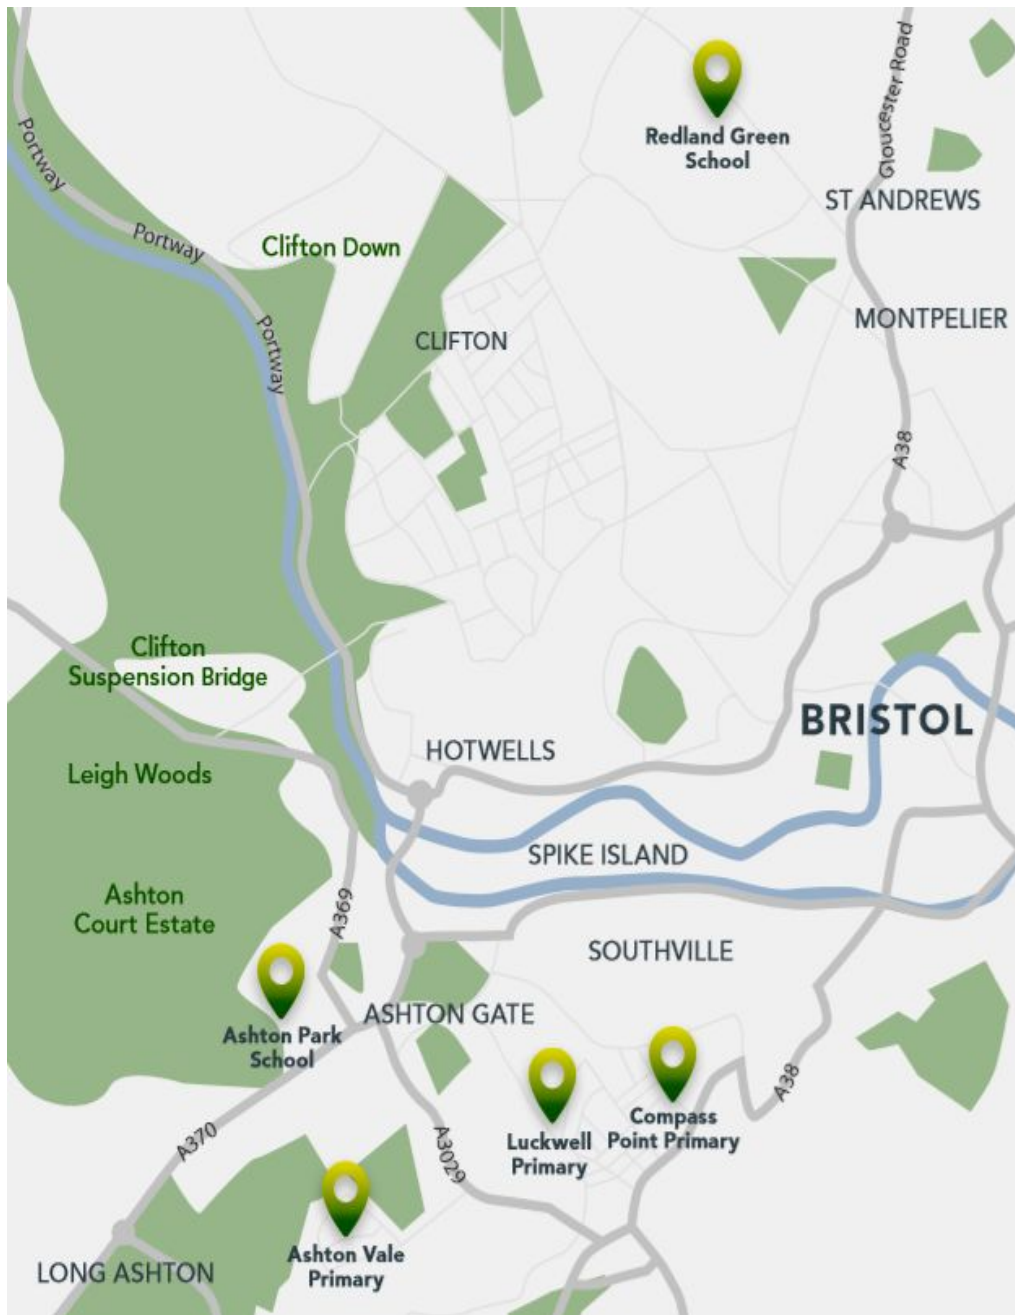 Gloucester Road
Portway
Redland Green
School
ST ANDREWS
Portway
Clifton Down
MONTPELIER
Portway
CLIFTON
A38
Clifton
Suspension Bridge
BRISTOL
HOTWELLS
Leigh Woods
SPIKE ISLAND
Ashton
Court Estate
A369
SOUTHVILLE
ASHTON GATE
Ashton Park
School
A38
Compass
Point Primary
Luckwell
Primary
A370
A3029
Ashton Vale
Primary
LONG ASHTON